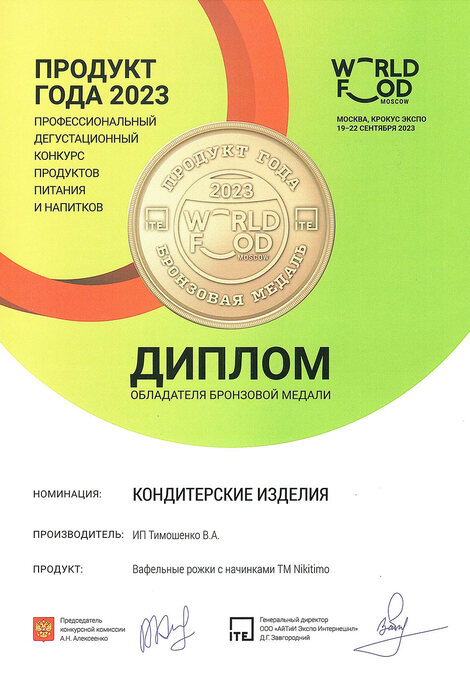 ПРОДУКТ
ГОДА 2023
ПРОФЕССИОНАЛЬНЫЙ
ДЕГУСТАЦИОННЫЙ
КОНКУРС
ПРОДУКТОВ
ПИТАНИЯ
И НАПИТКОВ
WORLD
FOOD
MOSCOW
МОСКВА, КРОКУС ЭКСПО
19–22 СЕНТЯБРЯ 2023
ПРОДУКТ ГОДА
2023
ITE
WORLD
FOOD
MOSCOW
ITE
БРОНЗОВАЯ МЕДАЛЬ
ДИПЛОМ
ОБЛАДАТЕЛЯ БРОНЗОВОЙ МЕДАЛИ
НОМИНАЦИЯ: КОНДИТЕРСКИЕ ИЗДЕЛИЯ
ПРОИЗВОДИТЕЛЬ: ИП Тимошенко В.А.
ПРОДУКТ: Вафельные рожки с начинками ТМ Nikitimo
Председатель
конкурсной комиссии
А.Н. Алексеенко
ITE
Генеральный директор
ООО «АйТиИ Экспо Интернешнл»
Д.Г. Завгородний